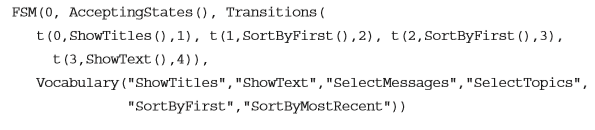 FSM(0, AcceptingStates(), Transitions(
t(0,ShowTitles(),1), t(1,SortByFirst(),2), t(2,SortByFirst(),3),
t(3,ShowText(),4)),
Vocabulary("ShowTitles","ShowText","SelectMessages","SelectTopics",
"SortByFirst","SortByMostRecent"))